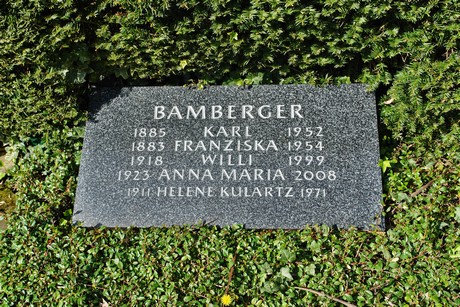 BAMBERGER
1885 KARL 1952
1883 FRANZISKA 1954
1918 WILLI 1999
1923 ANNA MARIA 2008
1911 HELENE KULARTZ 1971